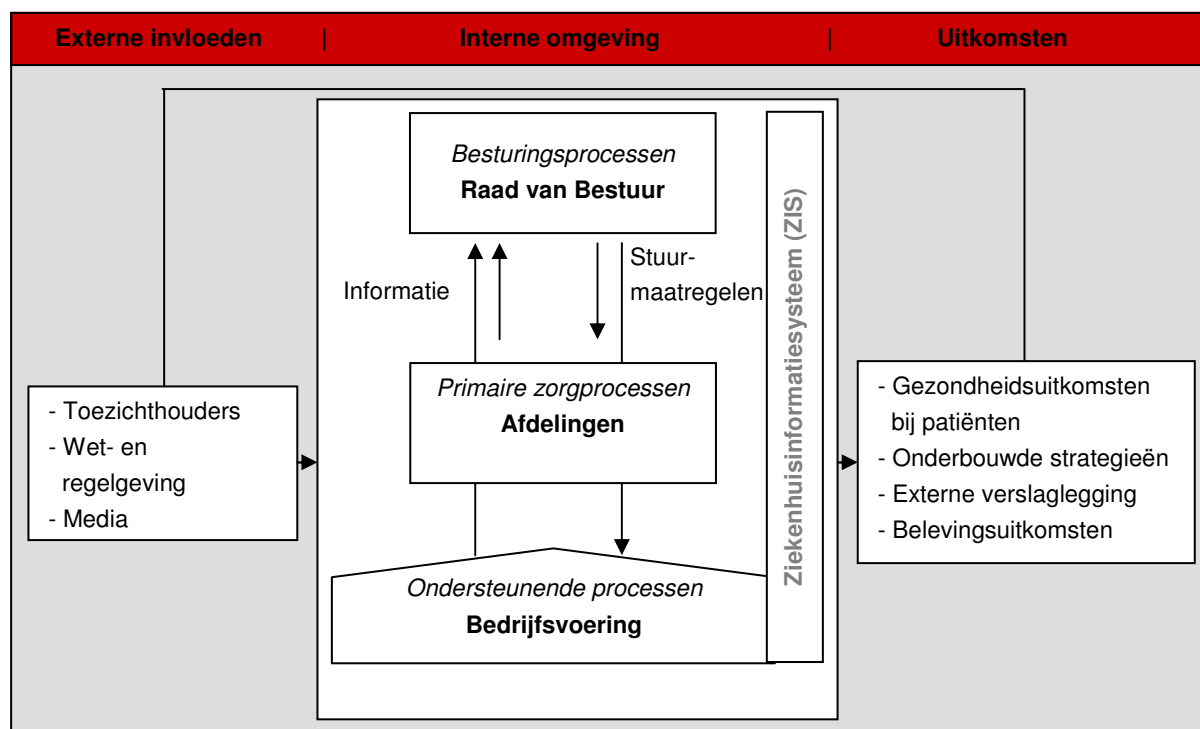 Externe invloeden | Interne omgeving | Uitkomsten
Besturingsprocessen
Raad van Bestuur
Informatie
Stuur-
maatregelen
Primaire zorgprocessen
Afdelingen
Ondersteunende processen
Bedrijfsvoering
Ziekenhuisinformatiesysteem (ZIS)
- Toezichthouders
- Wet- en
regelgeving
- Media
- Gezondheidsuitkomsten
bij patiënten
- Onderbouwde strategieën
- Externe verslaglegging
- Belevingsuitkomsten